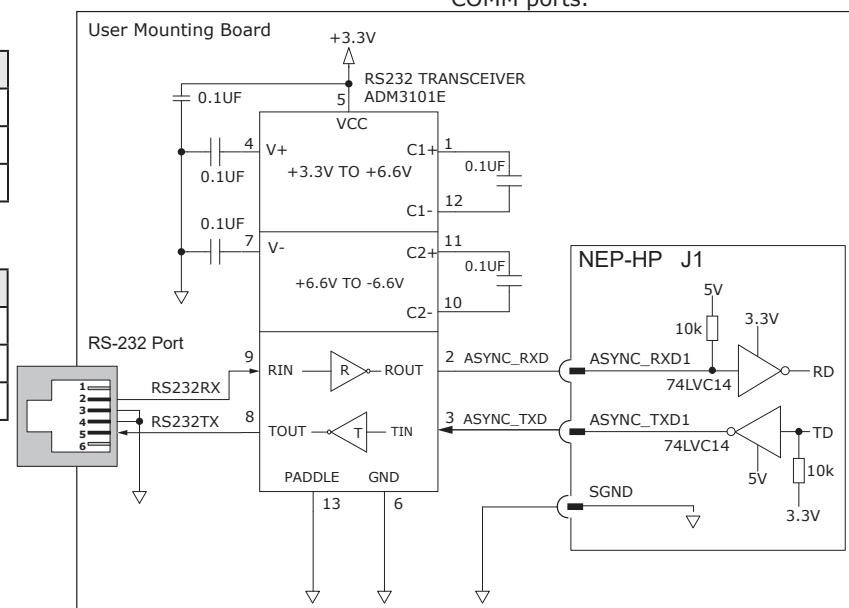 COMM ports.
User Mounting Board
+3.3V
RS232 TRANSCEIVER
ADM3101E
0.1UF
5
VCC
4
V+
C1+
1
0.1UF
+3.3V TO +6.6V
0.1UF
C1-
12
0.1UF
7
V-
C2+
11
0.1UF
+6.6V TO -6.6V
C2-
10
NEP-HP J1
5V
10k
3.3V
RS-232 Port
9
RIN
R
ROUT
2
ASYNC_RXD
ASYNC_RXD1
74LVC14
RD
1
2
3
4
5
6
RS232RX
RS232TX
8
TOUT
T
TIN
3
ASYNC_TXD
ASYNC_TXD1
74LVC14
TD
5V
10k
3.3V
PADDLE
GND
13
6
SGND